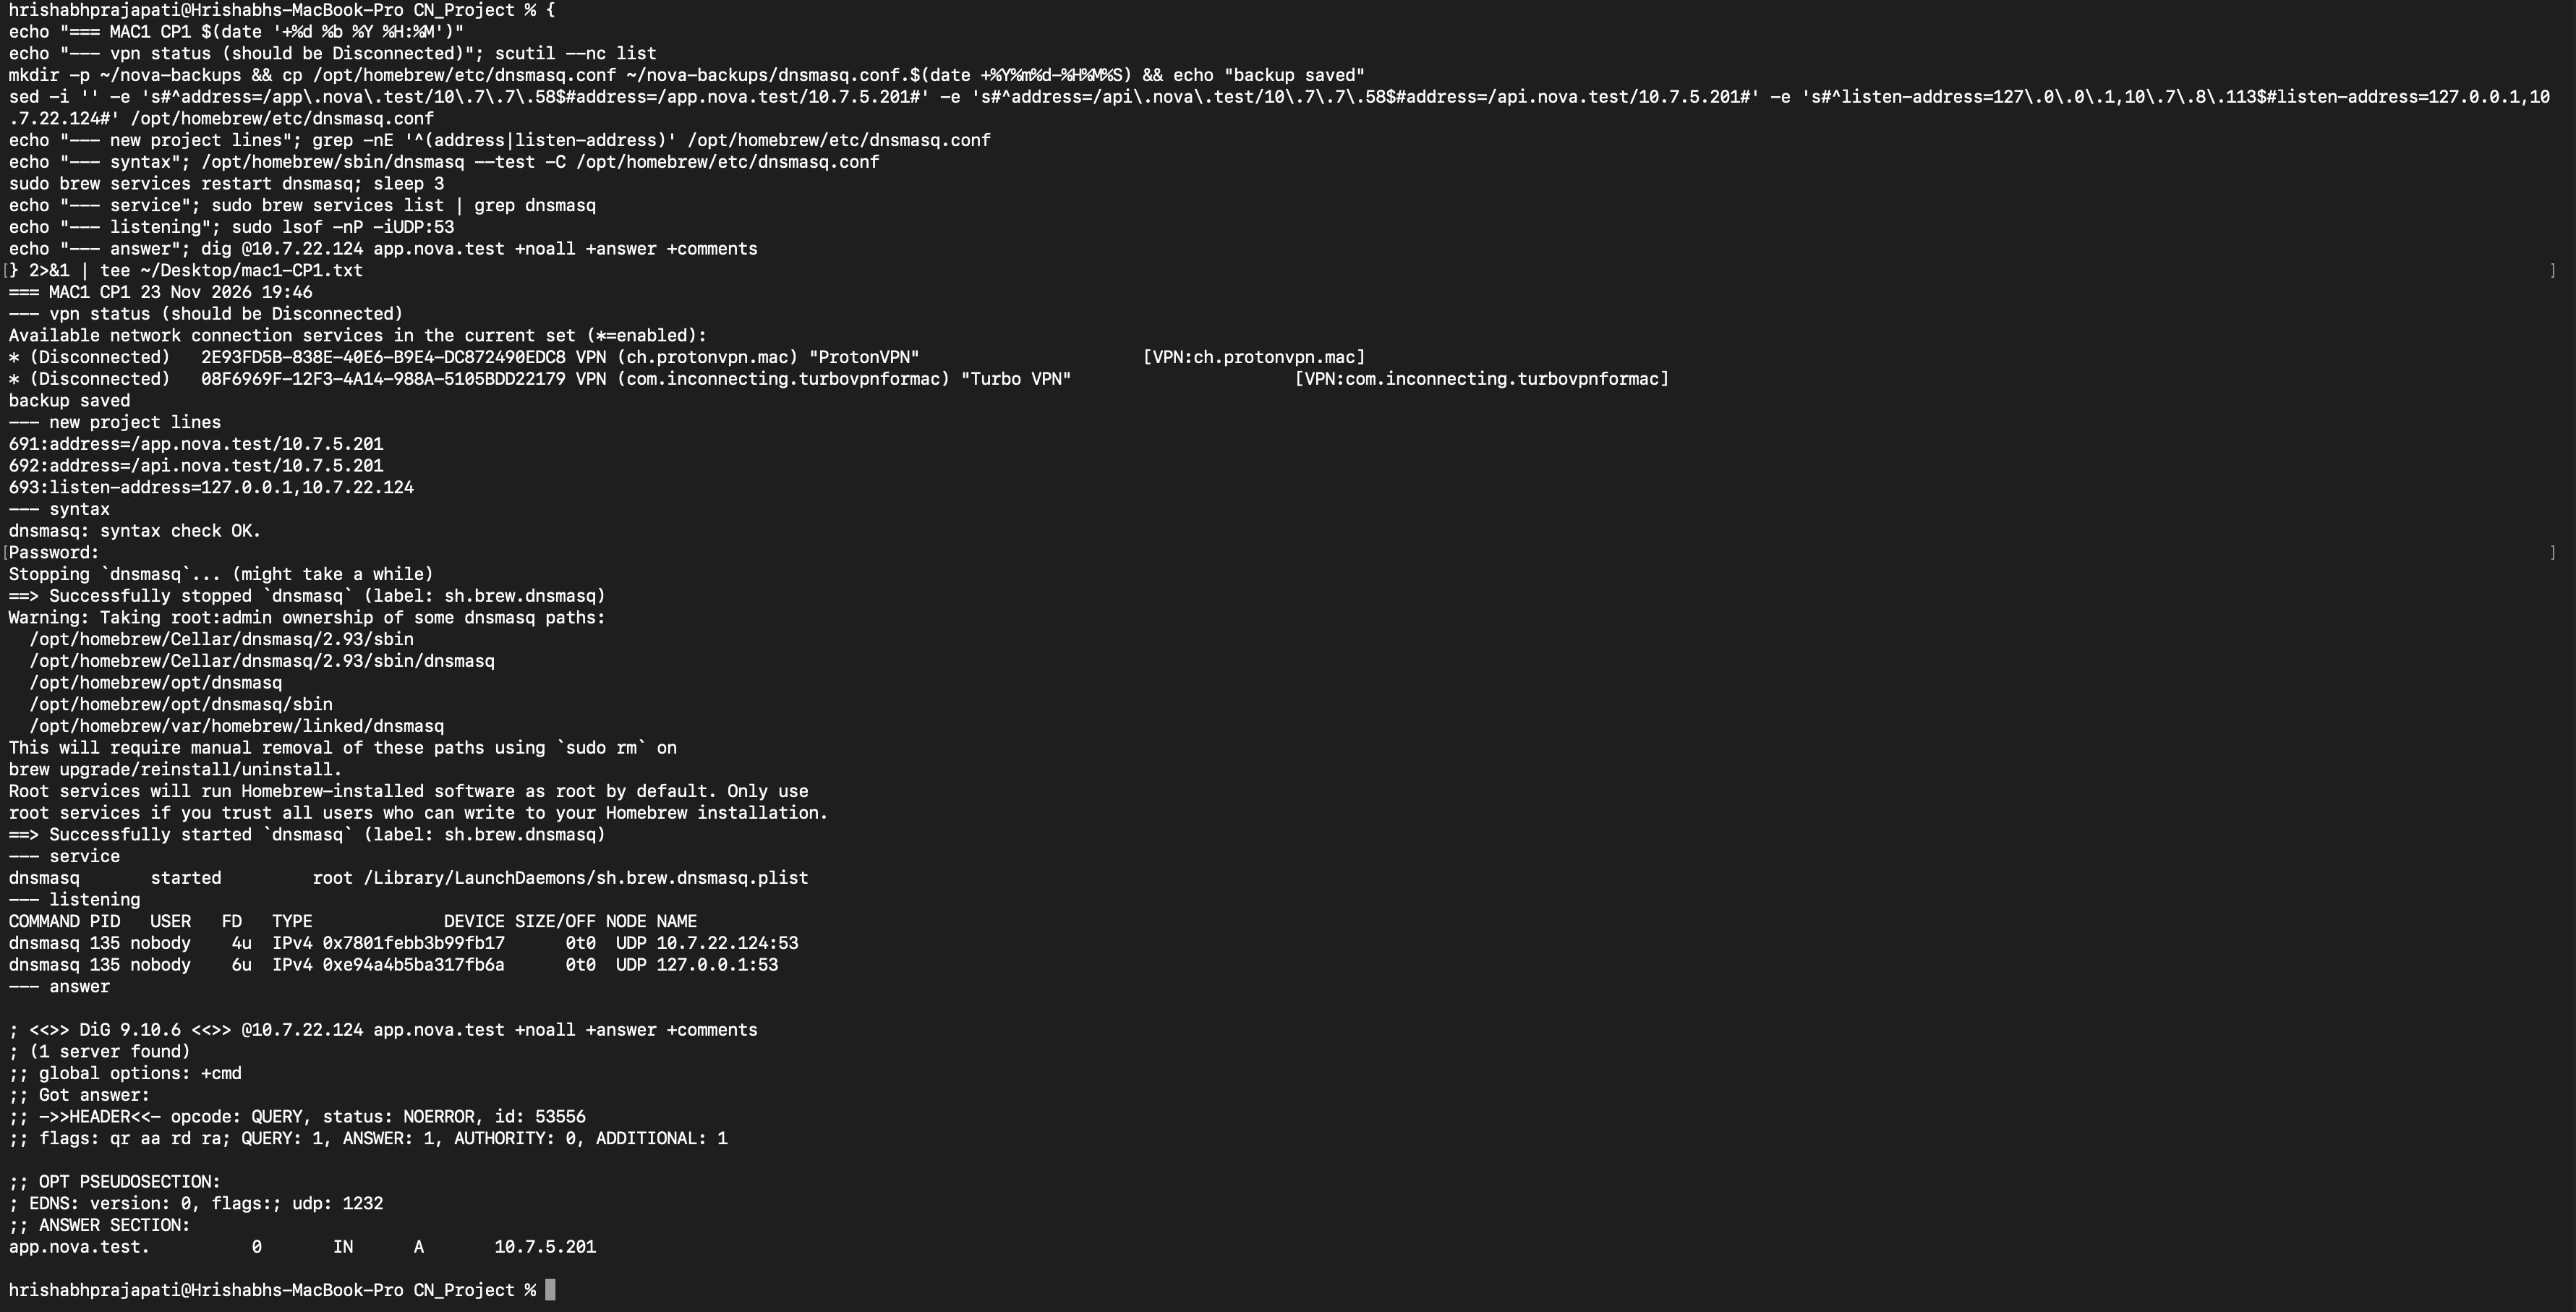 hrishabhprajapati@Hrishabhs-MacBook-Pro CN_Project % {
echo "=== MAC1 CP1 $(date '+%d %b %Y %H:%M')"
echo "--- vpn status (should be Disconnected)"; scutil --nc list
mkdir -p ~/nova-backups && cp /opt/homebrew/etc/dnsmasq.conf ~/nova-backups/dnsmasq.conf.$(date +%Y%m%d-%H%M%S) && echo "backup saved"
sed -i '' -e 's#^address=/app\.nova\.test/10\.7\.7\.58$#address=/app.nova.test/10.7.5.201#' -e 's#^address=/api\.nova\.test/10\.7\.7\.58$#address=/api.nova.test/10.7.5.201#' -e 's#^listen-address=127\.0\.0\.1,10\.7\.8\.113$#listen-address=127.0.0.1,10
.7.22.124#' /opt/homebrew/etc/dnsmasq.conf
echo "--- new project lines"; grep -nE '^(address|listen-address)' /opt/homebrew/etc/dnsmasq.conf
echo "--- syntax"; /opt/homebrew/sbin/dnsmasq --test -C /opt/homebrew/etc/dnsmasq.conf
sudo brew services restart dnsmasq; sleep 3
echo "--- service"; sudo brew services list | grep dnsmasq
echo "--- listening"; sudo lsof -nP -iUDP:53
echo "--- answer"; dig @10.7.22.124 app.nova.test +noall +answer +comments
[} 2>&1 | tee ~/Desktop/mac1-CP1.txt ]
=== MAC1 CP1 23 Nov 2026 19:46
--- vpn status (should be Disconnected)
Available network connection services in the current set (*=enabled):
* (Disconnected)   2E93FD5B-838E-40E6-B9E4-DC872490EDC8 VPN (ch.protonvpn.mac) "ProtonVPN"                      [VPN:ch.protonvpn.mac]
* (Disconnected)   08F6969F-12F3-4A14-988A-5105BDD22179 VPN (com.inconnecting.turbovpnformac) "Turbo VPN"                      [VPN:com.inconnecting.turbovpnformac]
backup saved
--- new project lines
691:address=/app.nova.test/10.7.5.201
692:address=/api.nova.test/10.7.5.201
693:listen-address=127.0.0.1,10.7.22.124
--- syntax
dnsmasq: syntax check OK.
[Password: ]
Stopping `dnsmasq`... (might take a while)
==> Successfully stopped `dnsmasq` (label: sh.brew.dnsmasq)
Warning: Taking root:admin ownership of some dnsmasq paths:
  /opt/homebrew/Cellar/dnsmasq/2.93/sbin
  /opt/homebrew/Cellar/dnsmasq/2.93/sbin/dnsmasq
  /opt/homebrew/opt/dnsmasq
  /opt/homebrew/opt/dnsmasq/sbin
  /opt/homebrew/var/homebrew/linked/dnsmasq
This will require manual removal of these paths using `sudo rm` on
brew upgrade/reinstall/uninstall.
Root services will run Homebrew-installed software as root by default. Only use
root services if you trust all users who can write to your Homebrew installation.
==> Successfully started `dnsmasq` (label: sh.brew.dnsmasq)
--- service
dnsmasq       started         root /Library/LaunchDaemons/sh.brew.dnsmasq.plist
--- listening
COMMAND PID   USER   FD   TYPE             DEVICE SIZE/OFF NODE NAME
dnsmasq 135 nobody    4u  IPv4 0x7801febb3b99fb17      0t0  UDP 10.7.22.124:53
dnsmasq 135 nobody    6u  IPv4 0xe94a4b5ba317fb6a      0t0  UDP 127.0.0.1:53
--- answer

; <<>> DiG 9.10.6 <<>> @10.7.22.124 app.nova.test +noall +answer +comments
; (1 server found)
;; global options: +cmd
;; Got answer:
;; ->>HEADER<<- opcode: QUERY, status: NOERROR, id: 53556
;; flags: qr aa rd ra; QUERY: 1, ANSWER: 1, AUTHORITY: 0, ADDITIONAL: 1

;; OPT PSEUDOSECTION:
; EDNS: version: 0, flags:; udp: 1232
;; ANSWER SECTION:
app.nova.test.          0       IN      A       10.7.5.201

hrishabhprajapati@Hrishabhs-MacBook-Pro CN_Project %